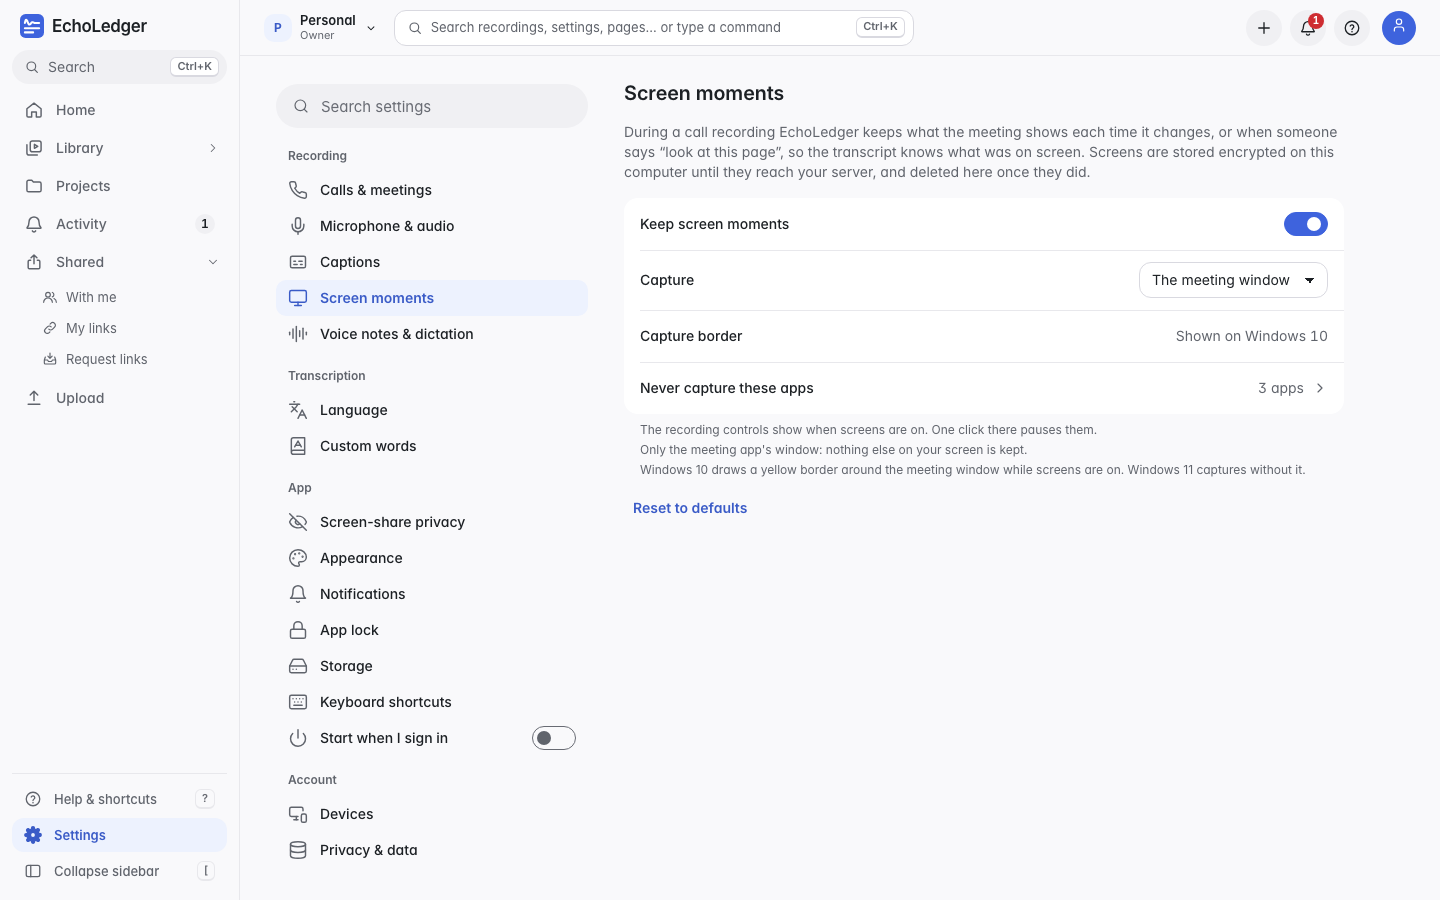 EchoLedger
Search Ctrl+K
Home
Library
Projects
Activity 1
Shared
With me
My links
Request links
Upload
Help & shortcuts ?
Settings
Collapse sidebar [
P Personal
Owner
Search recordings, settings, pages... or type a command Ctrl+K
1
Search settings
Recording
Calls & meetings
Microphone & audio
Captions
Screen moments
Voice notes & dictation
Transcription
Language
Custom words
App
Screen-share privacy
Appearance
Notifications
App lock
Storage
Keyboard shortcuts
Start when I sign in
Account
Devices
Privacy & data
Screen moments
During a call recording EchoLedger keeps what the meeting shows each time it changes, or when someone
says “look at this page”, so the transcript knows what was on screen. Screens are stored encrypted on this
computer until they reach your server, and deleted here once they did.
Keep screen moments
Capture The meeting window
Capture border Shown on Windows 10
Never capture these apps 3 apps
The recording controls show when screens are on. One click there pauses them.
Only the meeting app's window: nothing else on your screen is kept.
Windows 10 draws a yellow border around the meeting window while screens are on. Windows 11 captures without it.
Reset to defaults